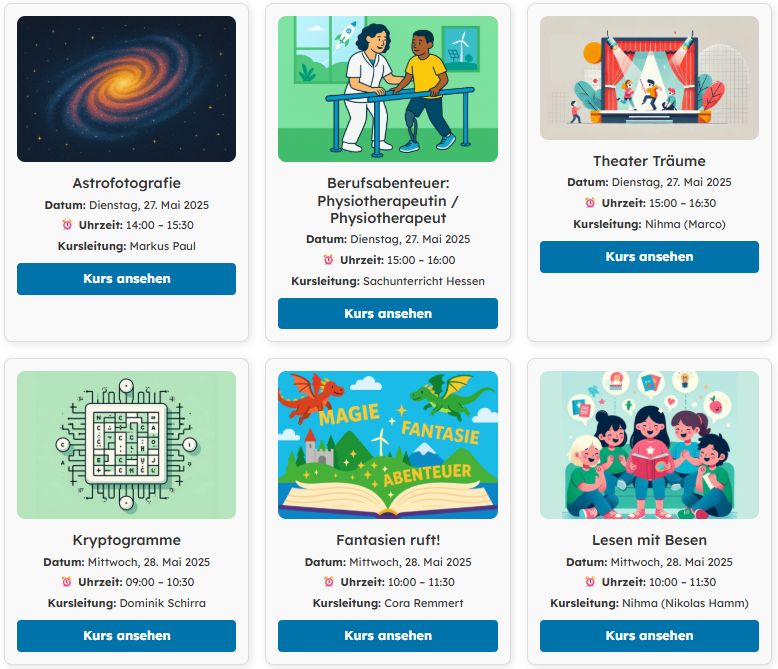 Astrofotografie
Datum: Dienstag, 27. Mai 2025
Uhrzeit: 14:00 – 15:30
Kursleitung: Markus Paul
Kurs ansehen
Berufsabenteuer:
Physiotherapeutin /
Physiotherapeut
Datum: Dienstag, 27. Mai 2025
Uhrzeit: 15:00 – 16:00
Kursleitung: Sachunterricht Hessen
Kurs ansehen
Theater Träume
Datum: Dienstag, 27. Mai 2025
Uhrzeit: 15:00 – 16:30
Kursleitung: Nihma (Marco)
Kurs ansehen
Kryptogramme
Datum: Mittwoch, 28. Mai 2025
Uhrzeit: 09:00 – 10:30
Kursleitung: Dominik Schirra
Kurs ansehen
MAGIE
FANTASIE
ABENTEUER
Fantasien ruft!
Datum: Mittwoch, 28. Mai 2025
Uhrzeit: 10:00 – 11:30
Kursleitung: Cora Remmert
Kurs ansehen
Lesen mit Besen
Datum: Mittwoch, 28. Mai 2025
Uhrzeit: 10:00 – 11:30
Kursleitung: Nihma (Nikolas Hamm)
Kurs ansehen